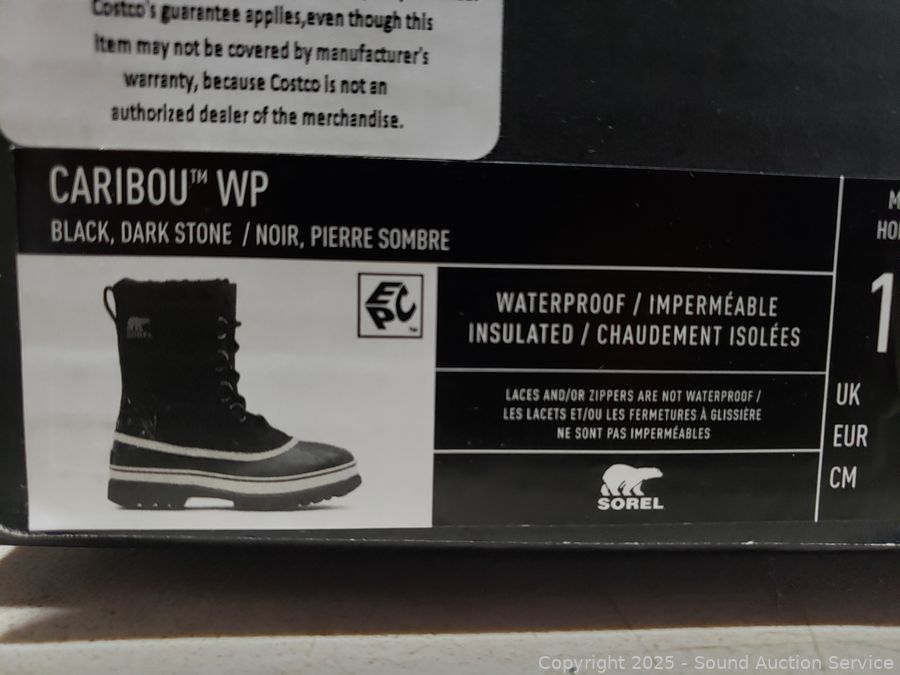 Costco's guarantee applies,even though this
item may not be covered by manufacturer's
warranty, because Costco is not an
authorized dealer of the merchandise.
CARIBOU™ WP
BLACK, DARK STONE / NOIR, PIERRE SOMBRE
SOREL
EPC™
WATERPROOF / IMPERMÉABLE
INSULATED / CHAUDEMENT ISOLÉES
LACES AND/OR ZIPPERS ARE NOT WATERPROOF /
LES LACETS ET/OU LES FERMETURES À GLISSIÈRE
NE SONT PAS IMPERMÉABLES
SOREL
1
UK
EUR
CM
Copyright 2025 - Sound Auction Service